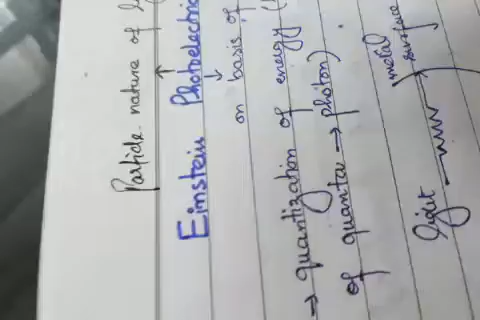 Particle nature of
↑
Einstein Photoelectric
↓
on basis of
→ quantization of energy (
of quanta → photon)
metal surface
light